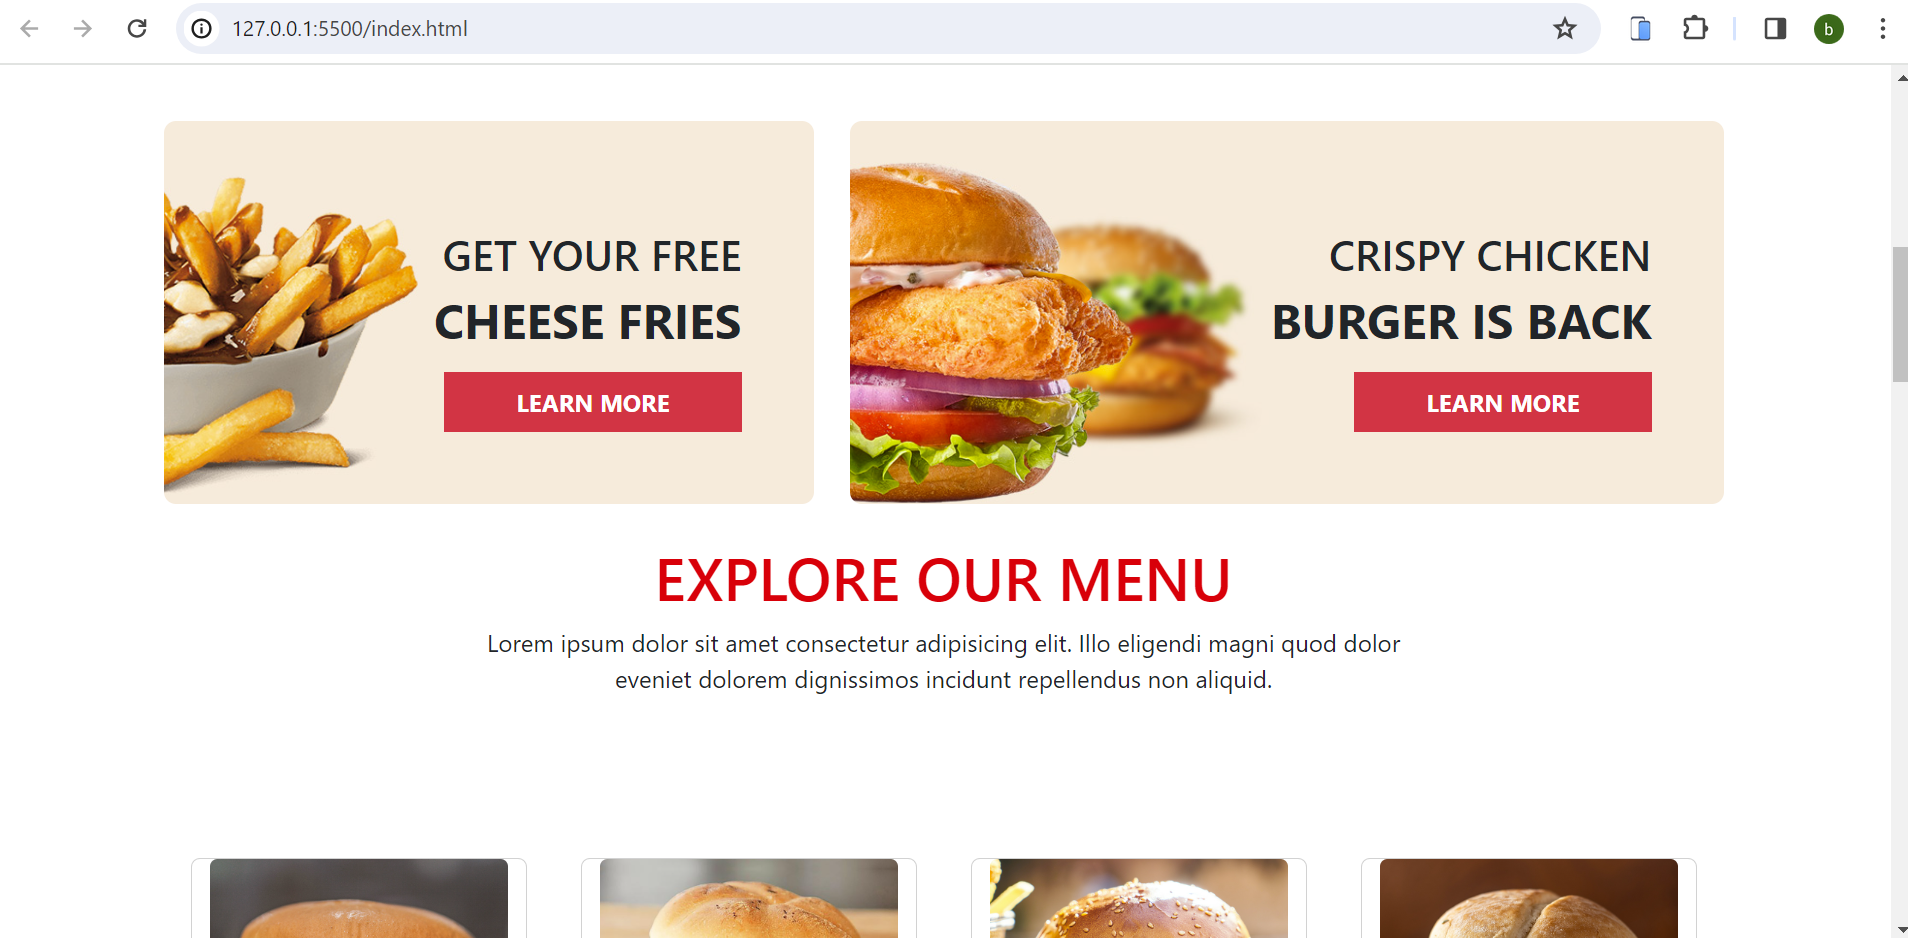 127.0.0.1:5500/index.html
b
GET YOUR FREE
CHEESE FRIES
LEARN MORE
CRISPY CHICKEN
BURGER IS BACK
LEARN MORE
EXPLORE OUR MENU
Lorem ipsum dolor sit amet consectetur adipisicing elit. Illo eligendi magni quod dolor
eveniet dolorem dignissimos incidunt repellendus non aliquid.